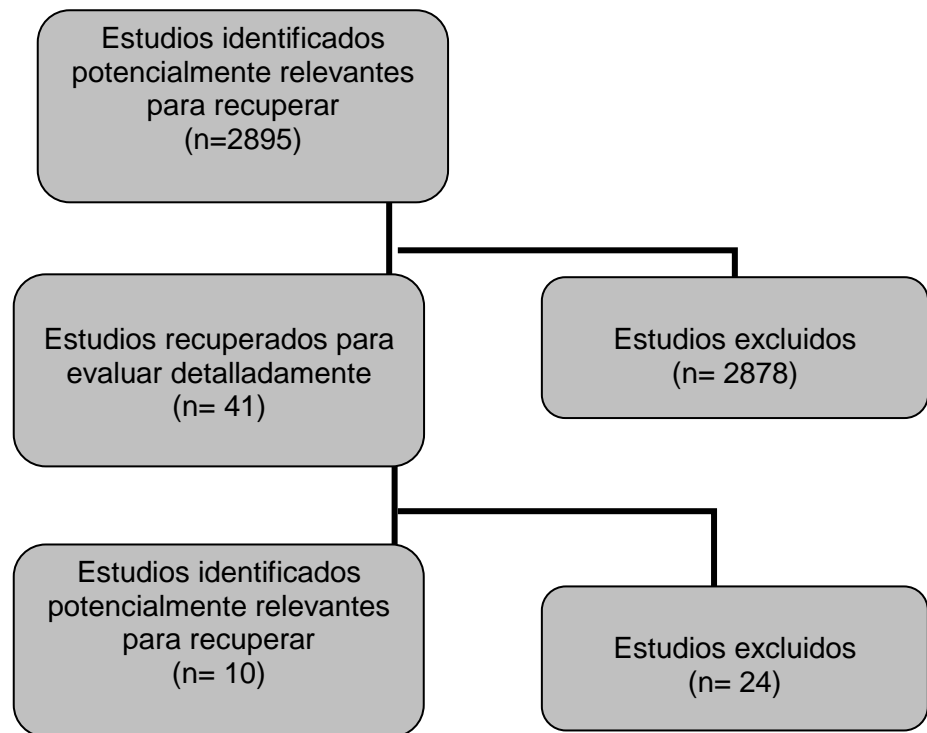 Estudios identificados
potencialmente relevantes
para recuperar
(n=2895)
Estudios recuperados para
evaluar detalladamente
(n= 41)
Estudios excluidos
(n= 2878)
Estudios identificados
potencialmente relevantes
para recuperar
(n= 10)
Estudios excluidos
(n= 24)